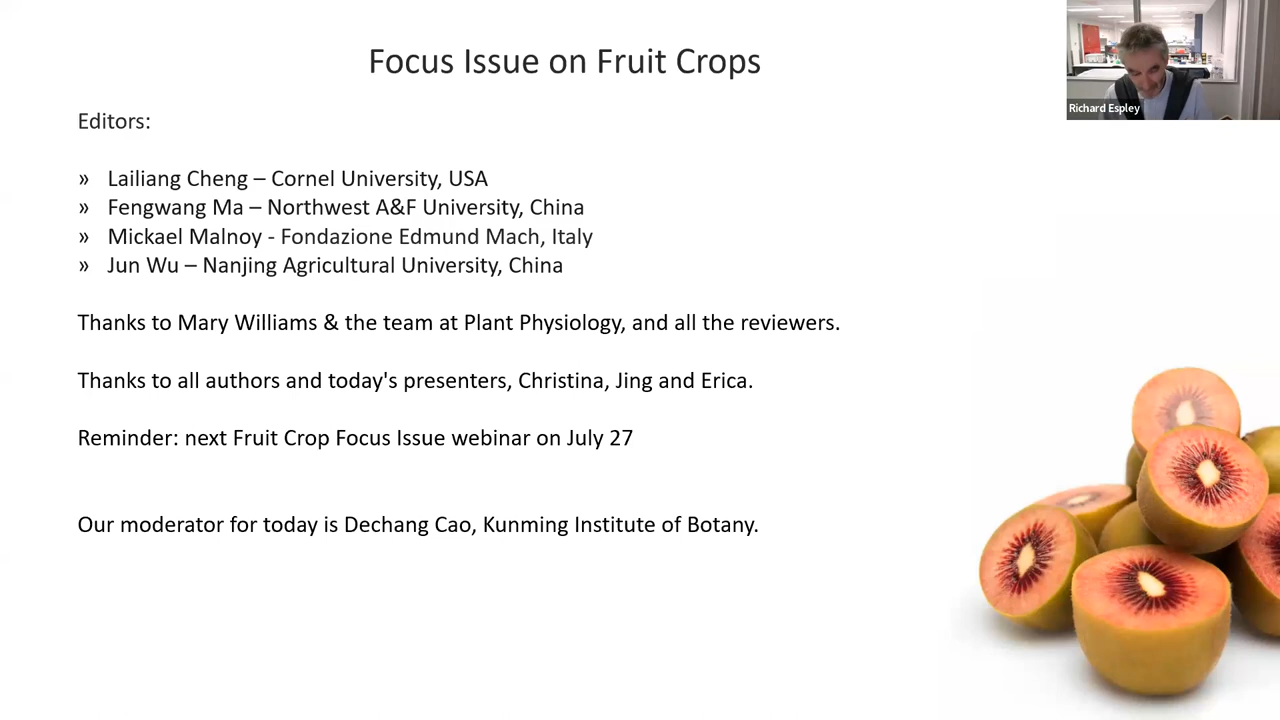 Focus Issue on Fruit Crops
Richard Espley
Editors:
» Lailiang Cheng – Cornel University, USA
» Fengwang Ma – Northwest A&F University, China
» Mickael Malnoy - Fondazione Edmund Mach, Italy
» Jun Wu – Nanjing Agricultural University, China
Thanks to Mary Williams & the team at Plant Physiology, and all the reviewers.
Thanks to all authors and today's presenters, Christina, Jing and Erica.
Reminder: next Fruit Crop Focus Issue webinar on July 27
Our moderator for today is Dechang Cao, Kunming Institute of Botany.